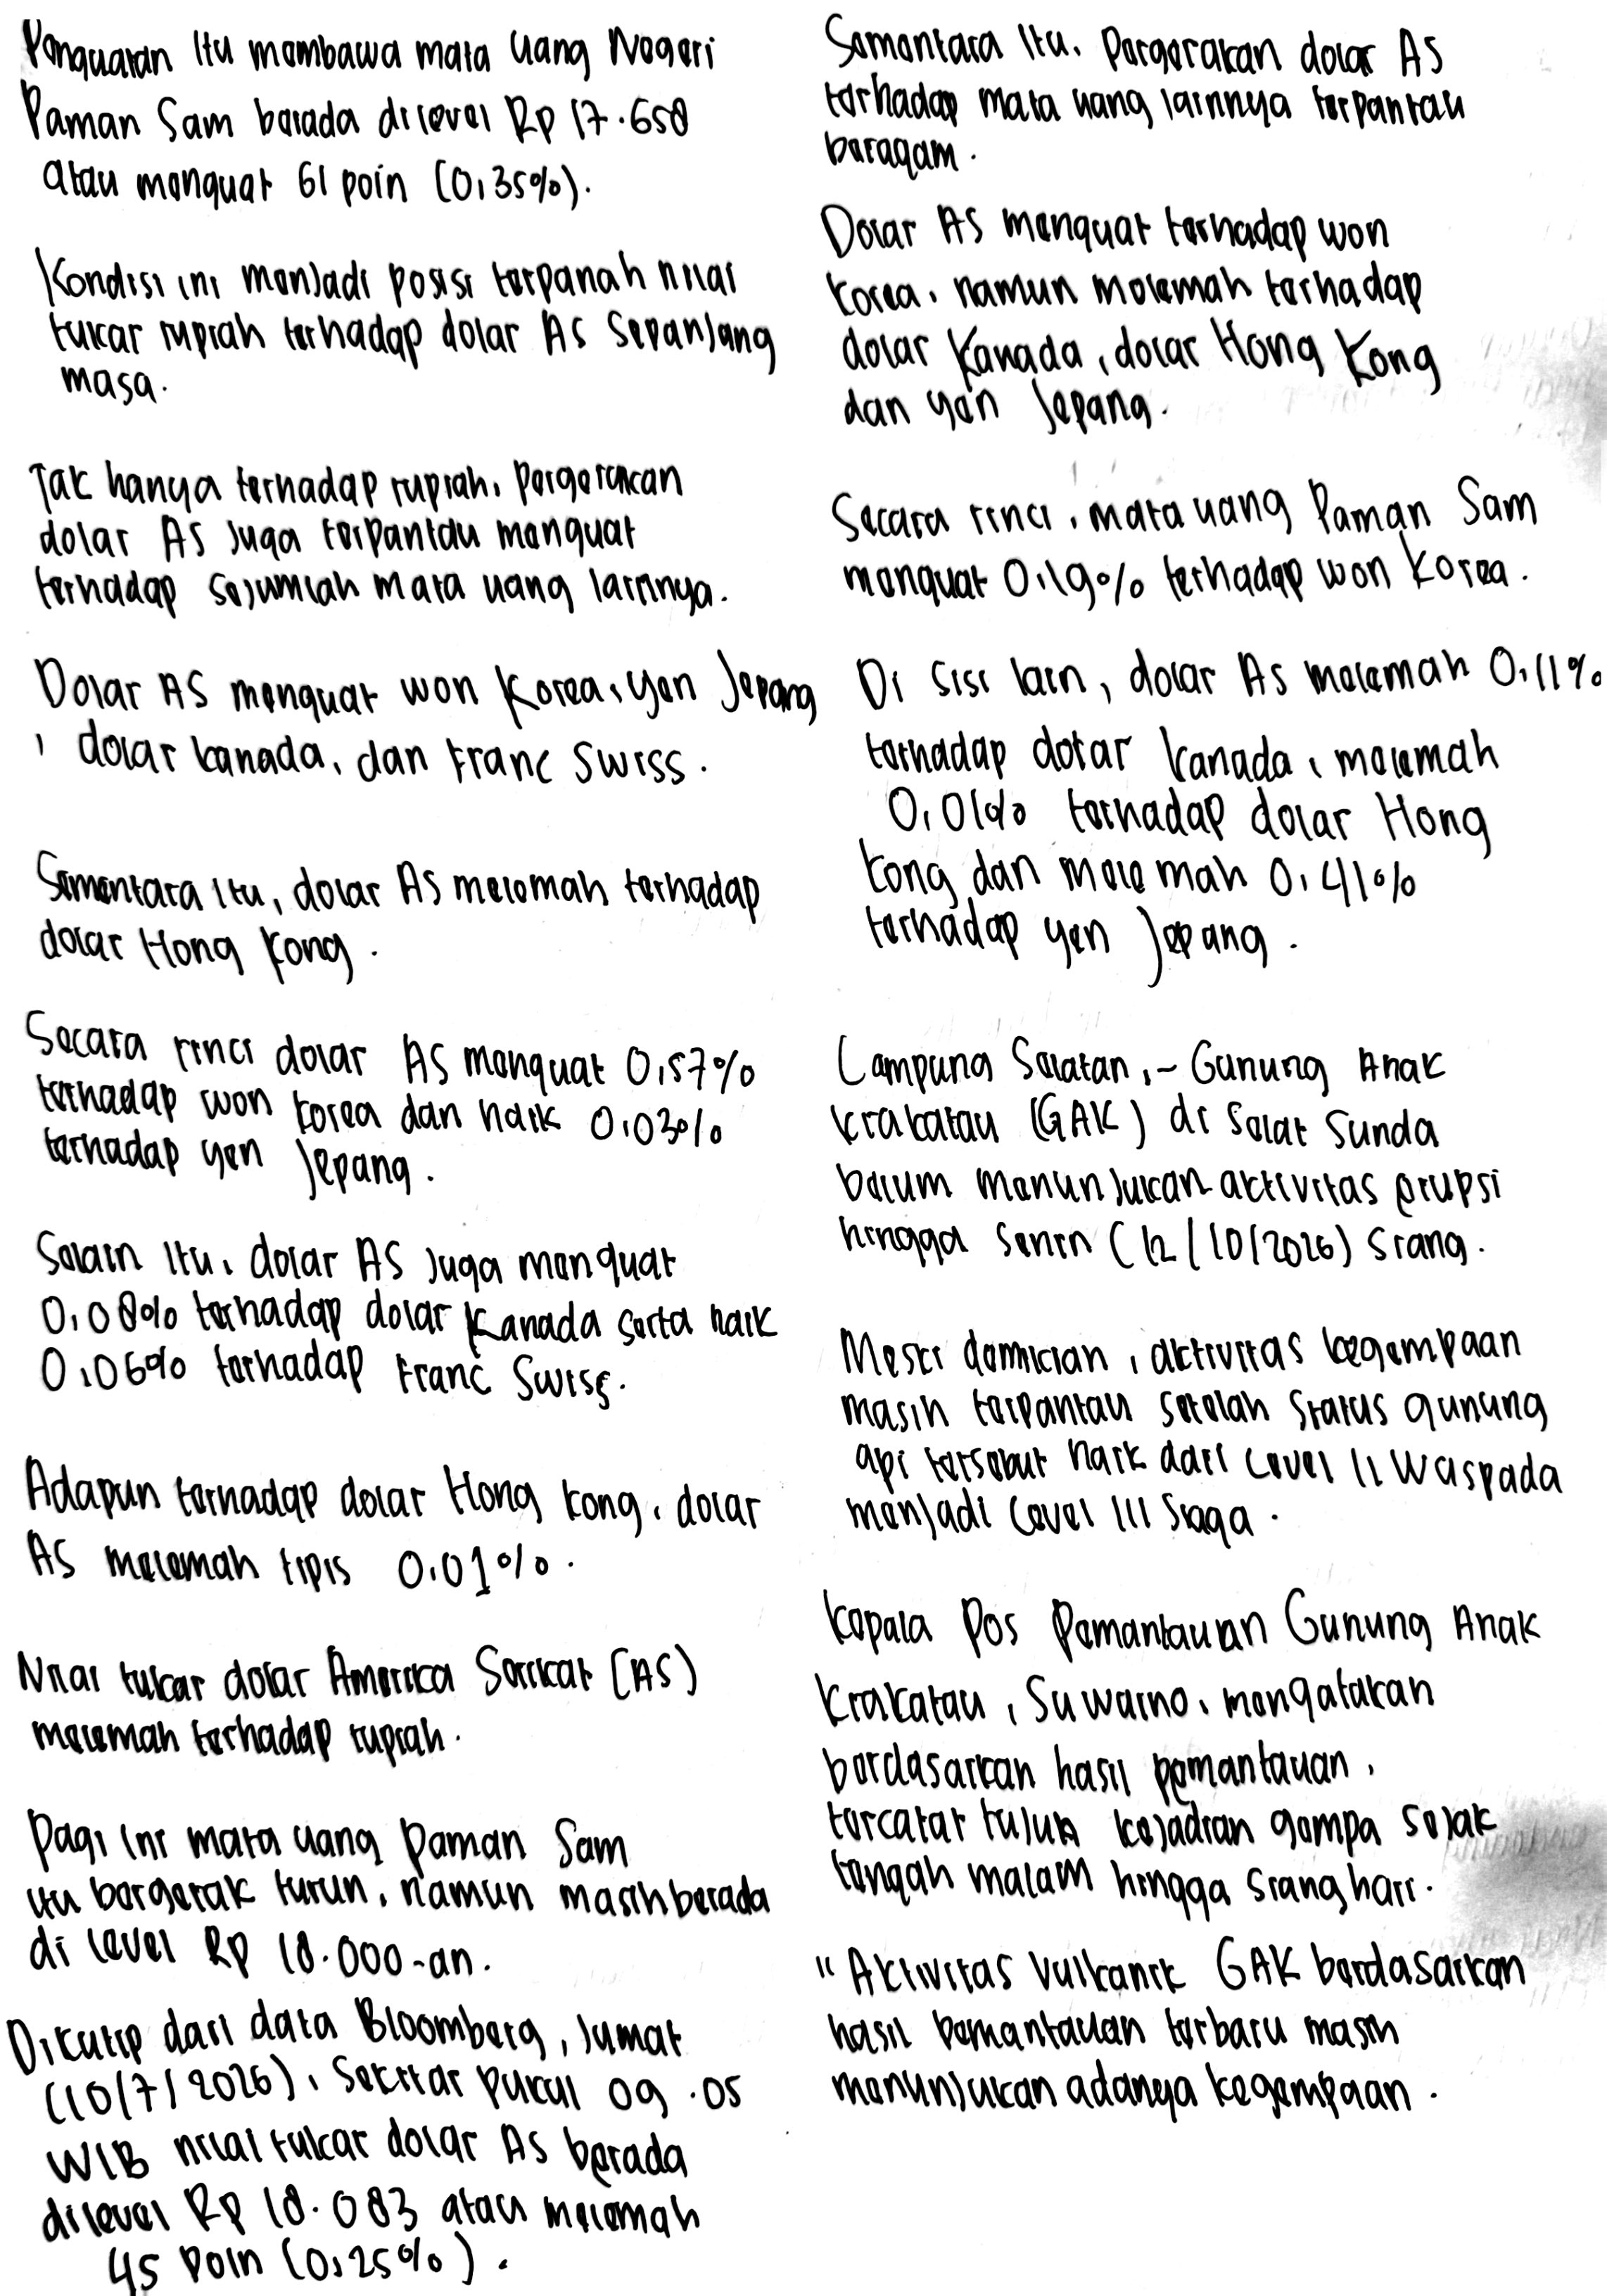 Penguatan itu membawa mata uang Negeri
Paman Sam berada di level Rp 17.658
atau menguat 61 poin (0,35%).
Kondisi ini menjadi posisi terpanah nilai
tukar rupiah terhadap dolar AS sepanjang
masa.
Tak hanya terhadap rupiah, pergerakan
dolar AS juga terpantau menguat
terhadap sejumlah mata uang lainnya.
Dolar AS menguat won Korea, yen Jepang
, dolar kanada, dan Franc Swiss.
Sementara itu, dolar AS melemah terhadap
dolar Hong Kong.
Secara rinci dolar AS menguat 0,57%
terhadap won Korea dan naik 0,03%
terhadap yen Jepang.
Selain itu, dolar AS juga menguat
0,08% terhadap dolar Kanada serta naik
0,06% terhadap Franc Swiss.
Adapun terhadap dolar Hong Kong, dolar
AS melemah tipis 0,01%.
Nilai tukar dolar Amerika Serikat (AS)
melemah terhadap rupiah.
Pagi ini mata uang Paman Sam
itu bergerak turun, namun masih berada
di level Rp 18.000-an.
Dikutip dari data Bloomberg, Jumat
(10/7/2026), Sekitar pukul 09.05
WIB nilai tukar dolar AS berada
di level Rp 18.083 atau melemah
45 poin (0,25%).
Sementara itu, pergerakan dolar AS
terhadap mata uang lainnya terpantau
beragam.
Dolar AS menguat terhadap won
Korea, namun melemah terhadap
dolar Kanada, dolar Hong Kong
dan yen Jepang.
Secara rinci, mata uang Paman Sam
menguat 0,19% terhadap won Korea.
Di sisi lain, dolar AS melemah 0,11%
terhadap dolar Kanada, melemah
0,01% terhadap dolar Hong
Kong dan melemah 0,41%
terhadap yen Jepang.
Lampung Selatan, - Gunung Anak
Krakatau (GAK) di Selat Sunda
belum menunjukan aktivitas erupsi
hingga Senin (12/10/2026) siang.
Meski demikian, aktivitas kegempaan
masih terpantau setelah status gunung
api tersebut naik dari Level II Waspada
menjadi Level III Siaga.
Kepala Pos Pemantauan Gunung Anak
Krakatau, Suwarno, mengatakan
berdasarkan hasil pemantauan,
tercatat tujuh kejadian gempa sejak
tengah malam hingga siang hari.
"Aktivitas vulkanik GAK berdasarkan
hasil pemantauan terbaru masih
menunjukan adanya kegempaan.